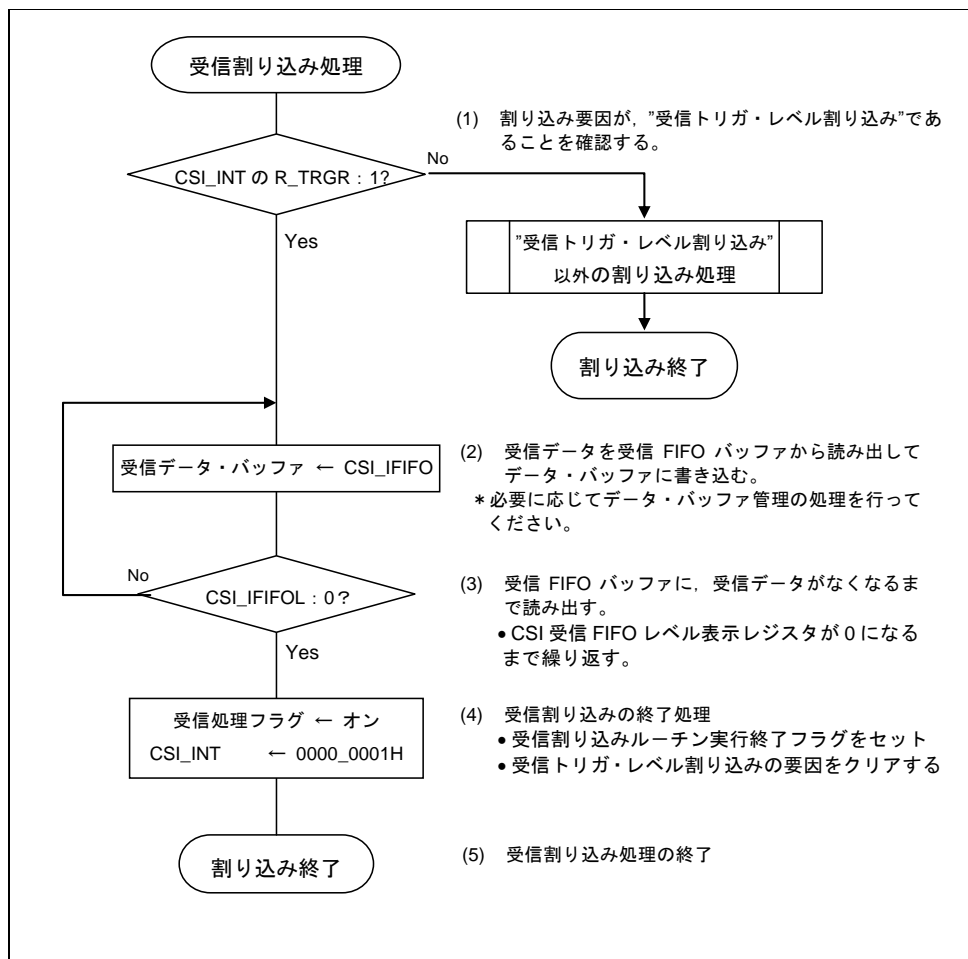 受信割り込み処理
(1) 割り込み要因が，”受信トリガ・レベル割り込み”であ
ることを確認する。
CSI_INT の R_TRGR : 1?
No
Yes
”受信トリガ・レベル割り込み”
以外の割り込み処理
割り込み終了
受信データ・バッファ ← CSI_IFIFO
(2) 受信データを受信 FIFO バッファから読み出して
データ・バッファに書き込む。
＊必要に応じてデータ・バッファ管理の処理を行って
ください。
No
CSI_IFIFOL : 0？
Yes
(3) 受信 FIFO バッファに，受信データがなくなるま
で読み出す。
• CSI 受信 FIFO レベル表示レジスタが 0 になる
まで繰り返す。
受信処理フラグ ← オン
CSI_INT ← 0000_0001H
(4) 受信割り込みの終了処理
• 受信割り込みルーチン実行終了フラグをセット
• 受信トリガ・レベル割り込みの要因をクリアする
割り込み終了
(5) 受信割り込み処理の終了